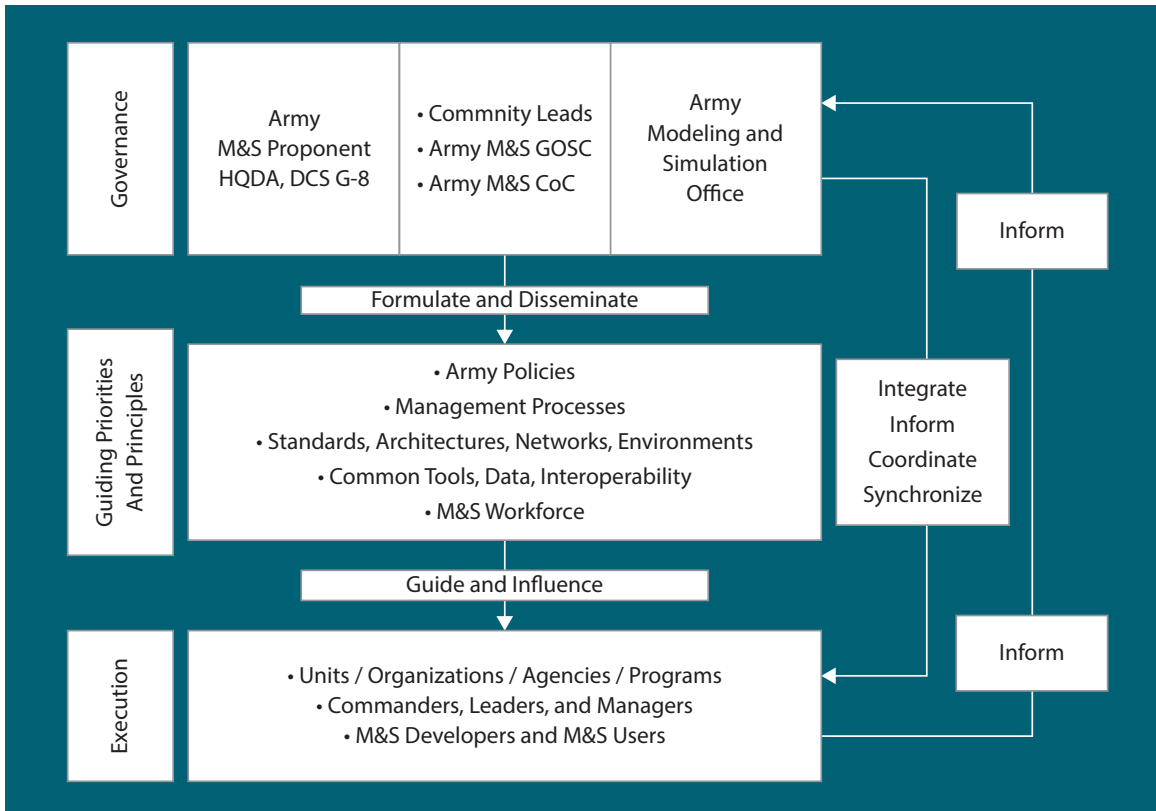 Governance
Army
M&S Proponent
HQDA, DCS G-8
• Commnity Leads
• Army M&S GOSC
• Army M&S CoC
Army
Modeling and
Simulation
Office
Inform
Formulate and Disseminate
Guiding Priorities
And Principles
• Army Policies
• Management Processes
• Standards, Architectures, Networks, Environments
• Common Tools, Data, Interoperability
• M&S Workforce
Integrate
Inform
Coordinate
Synchronize
Guide and Influence
Execution
• Units / Organizations / Agencies / Programs
• Commanders, Leaders, and Managers
• M&S Developers and M&S Users
Inform